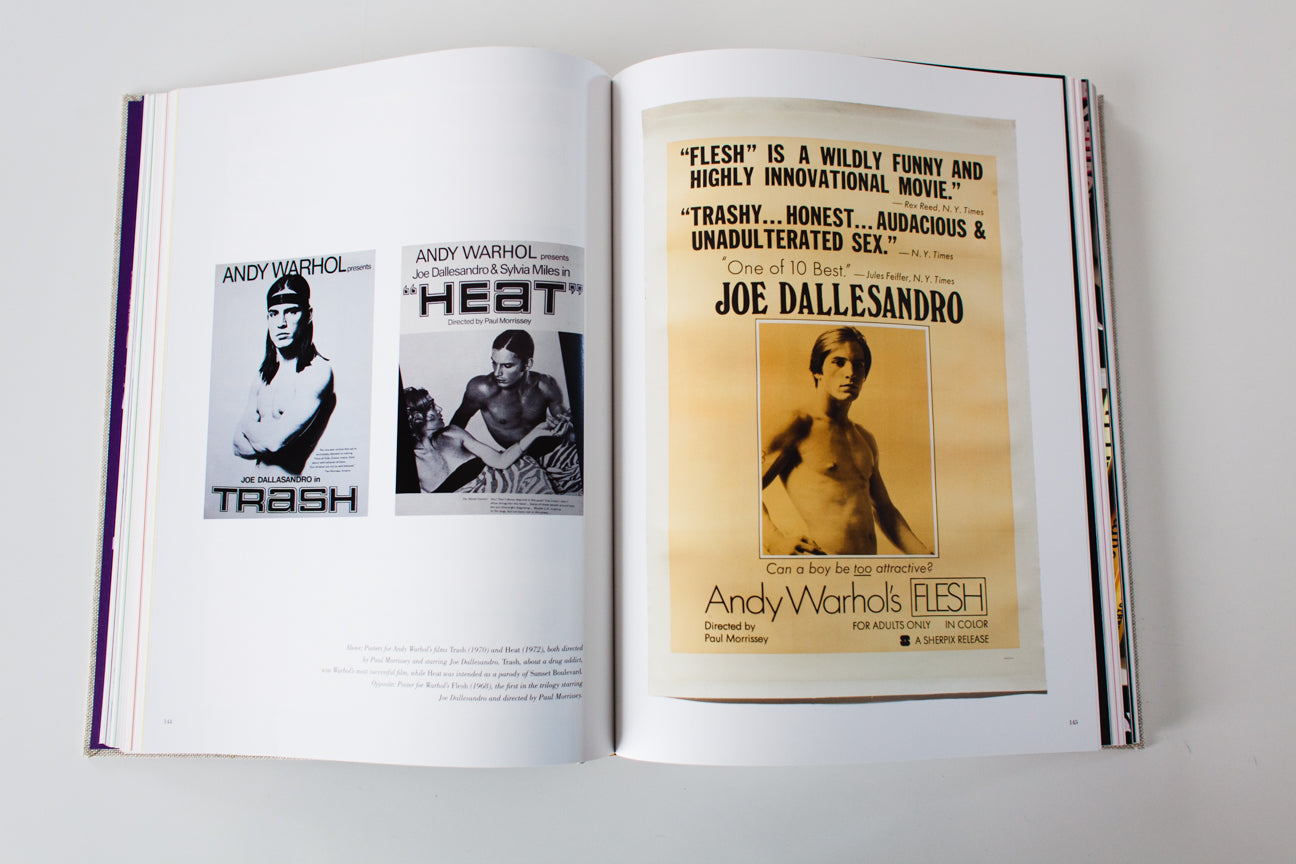 ANDY WARHOL presents
JOE DALLASANDRO in
TRASH
ANDY WARHOL presents
Joe Dallesandro & Sylvia Miles in
"HEAT"
Directed by Paul Morrissey
Above: Posters for Andy Warhol's films Trash (1970) and Heat (1972), both directed
by Paul Morrissey and starring Joe Dallesandro. Trash, about a drug addict,
was Warhol's most successful film, while Heat was intended as a parody of Sunset Boulevard.
Opposite: Poster for Warhol's Flesh (1968), the first in the trilogy starring
Joe Dallesandro and directed by Paul Morrissey.
144
"FLESH" IS A WILDLY FUNNY AND
HIGHLY INNOVATIONAL MOVIE."
— Rex Reed, N. Y. Times
"TRASHY... HONEST... AUDACIOUS &
UNADULTERATED SEX."
— N. Y. Times
"One of 10 Best." — Jules Feiffer, N. Y. Times
JOE DALLESANDRO
Can a boy be too attractive?
Andy Warhol's FLESH
Directed by
Paul Morrissey
FOR ADULTS ONLY IN COLOR
A SHERPIX RELEASE
145